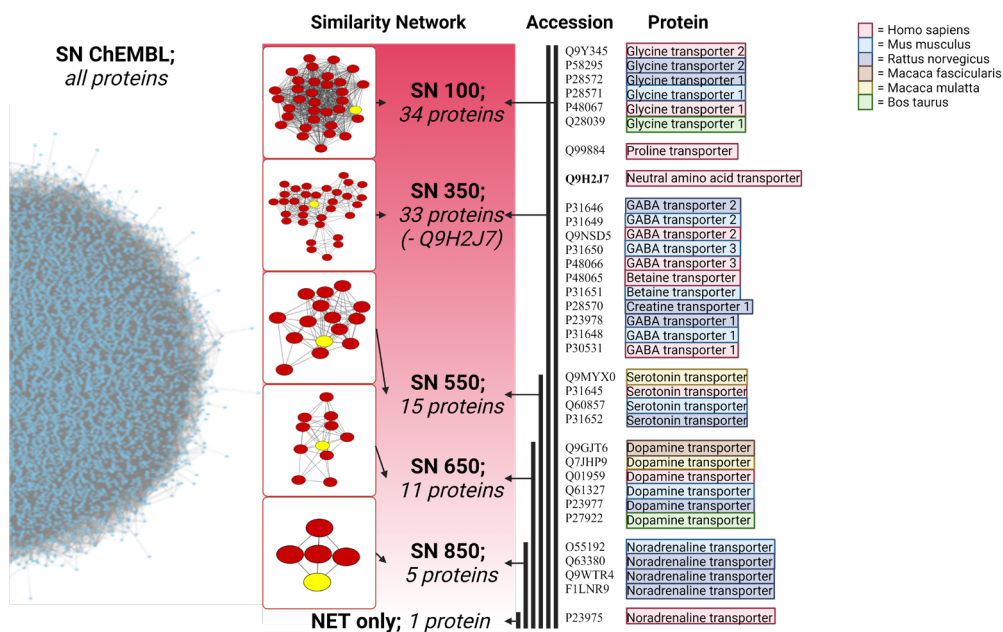 Similarity Network
Accession
Protein
SN ChEMBL;
all proteins
SN 100;
34 proteins
SN 350;
33 proteins
(- Q9H2J7)
SN 550;
15 proteins
SN 650;
11 proteins
SN 850;
5 proteins
NET only; 1 protein
Q9Y345 Glycine transporter 2
P58295 Glycine transporter 2
P28572 Glycine transporter 1
P28571 Glycine transporter 1
P48067 Glycine transporter 1
Q28039 Glycine transporter 1
Q99884 Proline transporter
Q9H2J7 Neutral amino acid transporter
P31646 GABA transporter 2
P31649 GABA transporter 2
Q9NSD5 GABA transporter 2
P31650 GABA transporter 3
P48066 GABA transporter 3
P48065 Betaine transporter
P31651 Betaine transporter
P28570 Creatine transporter 1
P23978 GABA transporter 1
P31648 GABA transporter 1
P30531 GABA transporter 1
Q9MYX0 Serotonin transporter
P31645 Serotonin transporter
Q60857 Serotonin transporter
P31652 Serotonin transporter
Q9GJT6 Dopamine transporter
Q7JHP9 Dopamine transporter
Q01959 Dopamine transporter
Q61327 Dopamine transporter
P23977 Dopamine transporter
P27922 Dopamine transporter
O55192 Noradrenaline transporter
Q63380 Noradrenaline transporter
Q9WTR4 Noradrenaline transporter
F1LNR9 Noradrenaline transporter
P23975 Noradrenaline transporter
= Homo sapiens
= Mus musculus
= Rattus norvegicus
= Macaca fascicularis
= Macaca mulatta
= Bos taurus